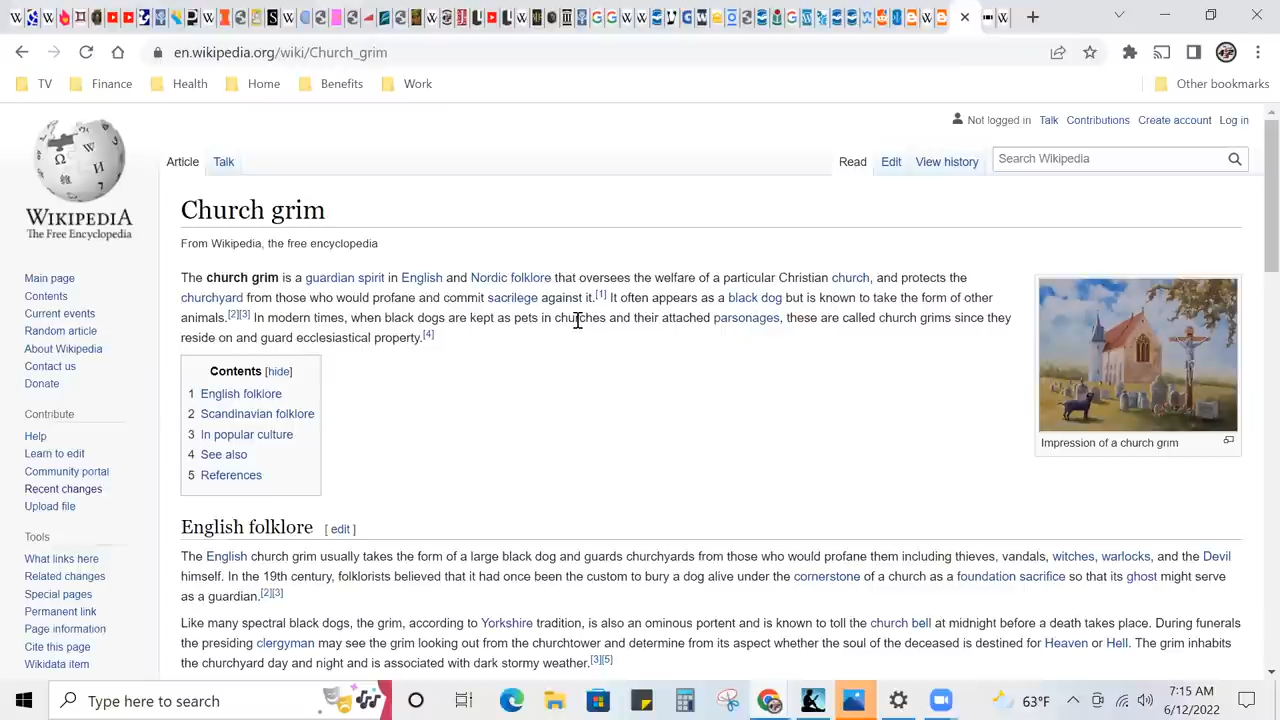 en.wikipedia.org/wiki/Church_grim
TV Finance Health Home Benefits Work Other bookmarks
Not logged in Talk Contributions Create account Log in
Article Talk Read Edit View history Search Wikipedia
WIKIPEDIA
The Free Encyclopedia
Main page
Contents
Current events
Random article
About Wikipedia
Contact us
Donate
Contribute
Help
Learn to edit
Community portal
Recent changes
Upload file
Tools
What links here
Related changes
Special pages
Permanent link
Page information
Cite this page
Wikidata item
Church grim
From Wikipedia, the free encyclopedia
The church grim is a guardian spirit in English and Nordic folklore that oversees the welfare of a particular Christian church, and protects the
churchyard from those who would profane and commit sacrilege against it.[1] It often appears as a black dog but is known to take the form of other
animals.[2][3] In modern times, when black dogs are kept as pets in churches and their attached parsonages, these are called church grims since they
reside on and guard ecclesiastical property.[4]
Impression of a church grim
Contents [hide]
1 English folklore
2 Scandinavian folklore
3 In popular culture
4 See also
5 References
English folklore [ edit ]
The English church grim usually takes the form of a large black dog and guards churchyards from those who would profane them including thieves, vandals, witches, warlocks, and the Devil
himself. In the 19th century, folklorists believed that it had once been the custom to bury a dog alive under the cornerstone of a church as a foundation sacrifice so that its ghost might serve
as a guardian.[2][3]
Like many spectral black dogs, the grim, according to Yorkshire tradition, is also an ominous portent and is known to toll the church bell at midnight before a death takes place. During funerals
the presiding clergyman may see the grim looking out from the churchtower and determine from its aspect whether the soul of the deceased is destined for Heaven or Hell. The grim inhabits
the churchyard day and night and is associated with dark stormy weather.[3][5]
Type here to search
63°F
7:15 AM
6/12/2022